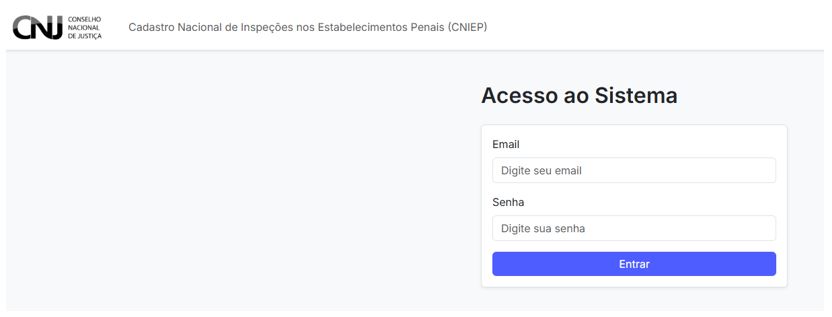 CNJ CONSELHO
NACIONAL
DE JUSTIÇA
Cadastro Nacional de Inspeções nos Estabelecimentos Penais (CNIEP)
Acesso ao Sistema
Email
Digite seu email
Senha
Digite sua senha
Entrar